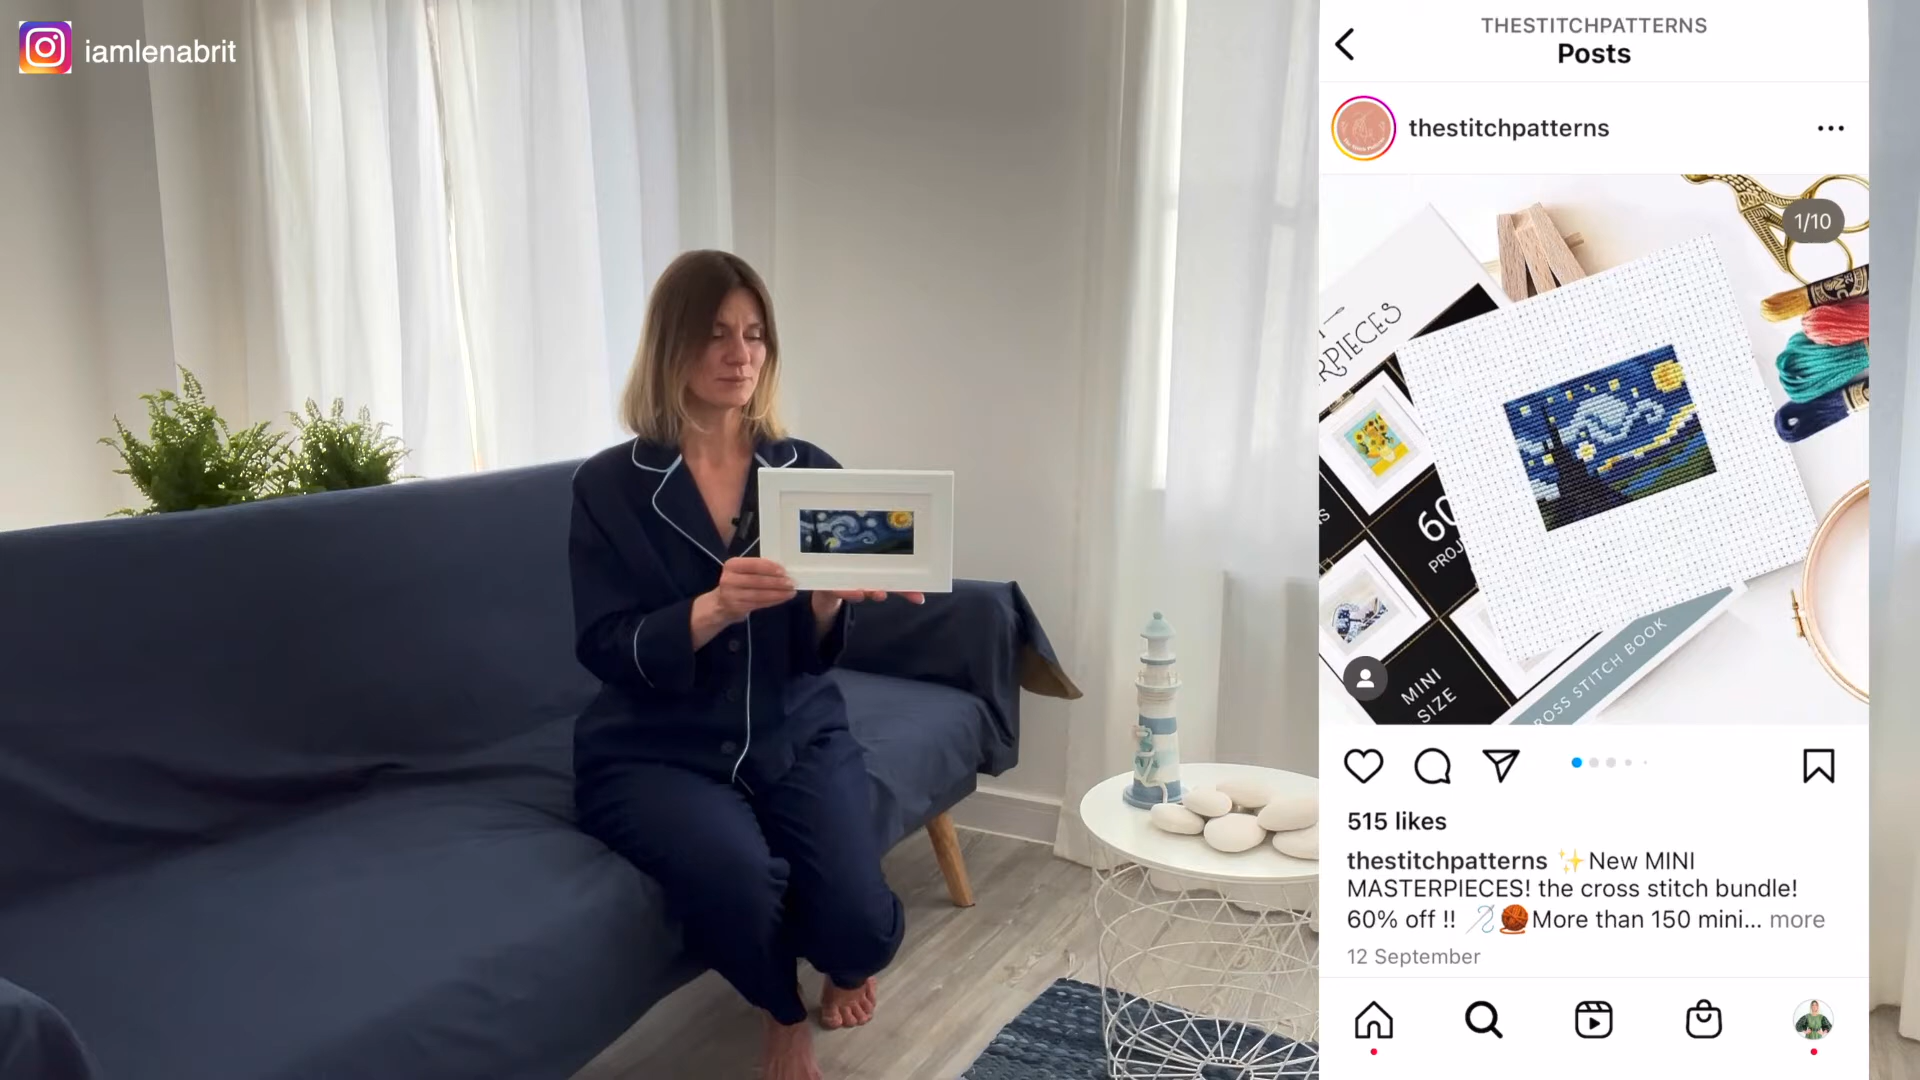 iamlenabrit
THESTITCHPATTERNS
Posts
thestitchpatterns
1/10
RPIECES
60
PROJ
MINI
SIZE
ROSS STITCH BOOK
515 likes
thestitchpatterns ✨New MINI
MASTERPIECES! the cross stitch bundle!
60% off !! 🪡🧶More than 150 mini... more
12 September